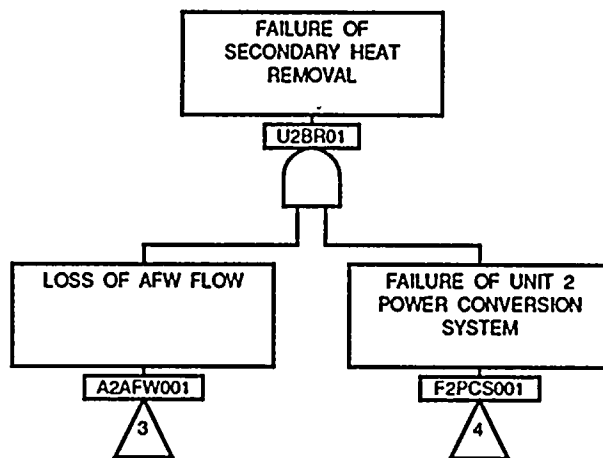 FAILURE OF
SECONDARY HEAT
REMOVAL
U2BR01
LOSS OF AFW FLOW
A2AFW001
3
FAILURE OF UNIT 2
POWER CONVERSION
SYSTEM
F2PCS001
4